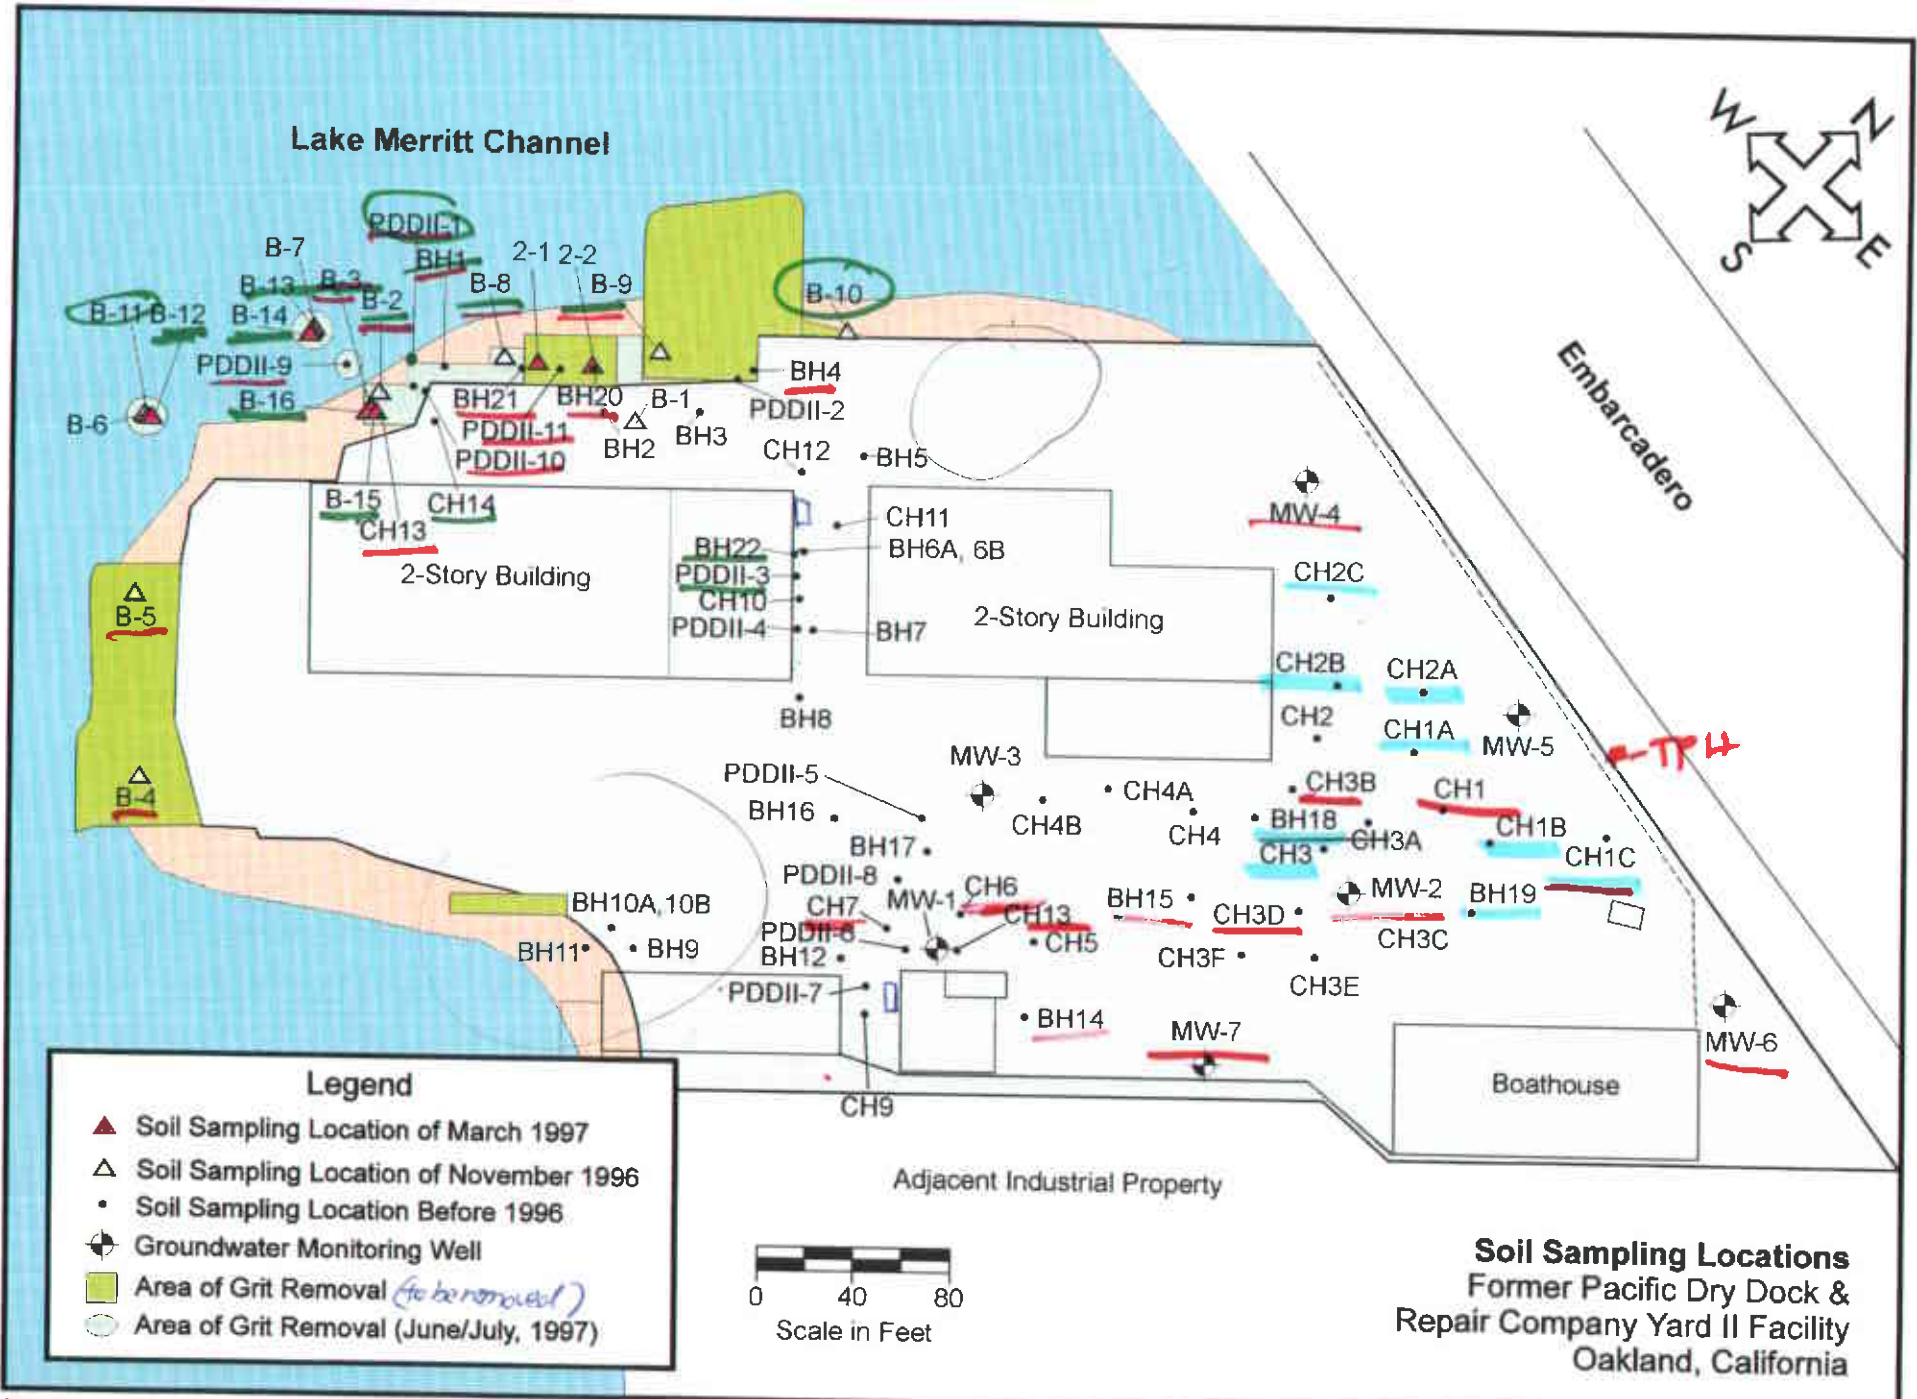 Lake Merritt Channel
W
N
S
E
Embarcadero
PDDII-1
B-7
BH1
2-1
2-2
B-13
B-3
B-8
B-9
B-10
B-2
B-11
B-12
B-14
PDDII-9
B-16
B-6
BH4
BH21
BH20
B-1
PDDII-2
PDDII-11
BH2
BH3
PDDII-10
CH12
BH5
B-15
CH14
CH13
CH11
BH22
BH6A, 6B
2-Story Building
PDDII-3
CH10
PDDII-4
BH7
2-Story Building
BH8
MW-4
CH2C
CH2B
CH2A
CH2
CH1A
MW-5
TPH
B-5
B-4
MW-3
PDDII-5
BH16
CH4A
CH4B
CH4
CH3B
CH1
BH18
CH3A
CH1B
CH3
CH1C
BH17
PDDII-8
MW-1
CH6
CH7
CH13
BH15
CH3D
MW-2
BH19
CH3C
PDDII-6
CH5
BH10A, 10B
BH11
BH9
BH12
CH3F
CH3E
PDDII-7
BH14
MW-7
MW-6
CH9
Boathouse
Adjacent Industrial Property
Legend
Soil Sampling Location of March 1997
Soil Sampling Location of November 1996
Soil Sampling Location Before 1996
Groundwater Monitoring Well
Area of Grit Removal (to be removed)
Area of Grit Removal (June/July, 1997)
0 40 80
Scale in Feet
Soil Sampling Locations
Former Pacific Dry Dock &
Repair Company Yard II Facility
Oakland, California